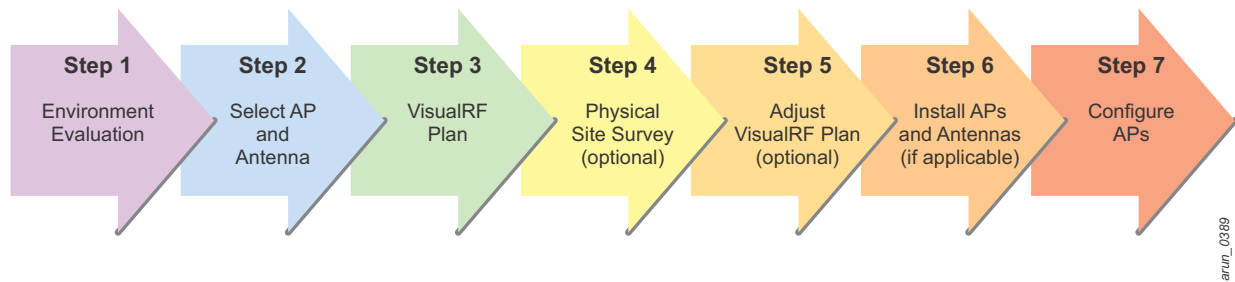 Step 1
Environment
Evaluation
Step 2
Select AP
and
Antenna
Step 3
VisualRF
Plan
Step 4
Physical
Site Survey
(optional)
Step 5
Adjust
VisualRF Plan
(optional)
Step 6
Install APs
and Antennas
(if applicable)
Step 7
Configure
APs
arun_0389